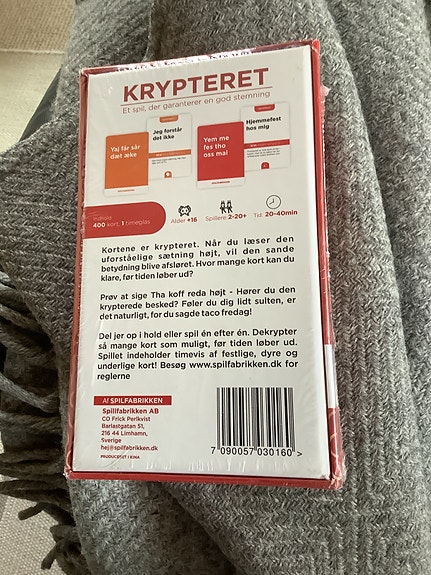 KRYPTERET
Et spil, der garanterer en god stemning
Yaj får sår
dæt æke
Jeg forstår
det ikke
Yem me
fes tho
oss maI
Hjemmefest
hos mig
Indhold
400 kort, 1 timeglas
Alder +16
Spillere 2-20+
Tid 20-40min
Kortene er krypteret. Når du læser den
uforståelige sætning højt, vil den sande
betydning blive afsløret. Hvor mange kort kan du
klare, før tiden løber ud?
Prøv at sige Tha koff reda højt - Hører du den
krypterede besked? Føler du dig lidt sulten, er
det naturligt, for du sagde taco fredag!
Del jer op i hold eller spil én efter én. Dekrypter
så mange kort som muligt, før tiden løber ud.
Spillet indeholder timevis af festlige, dyre og
underlige kort! Besøg www.spilfabrikken.dk for
reglerne
Af SPILFABRIKKEN
Spillfabrikken AB
CO Frick Perlkvist
Barlastgatan 51,
216 44 Limhamn,
Sverige
hej@spilfabrikken.dk
PRODUCERET I KINA
7 090057 030160 >